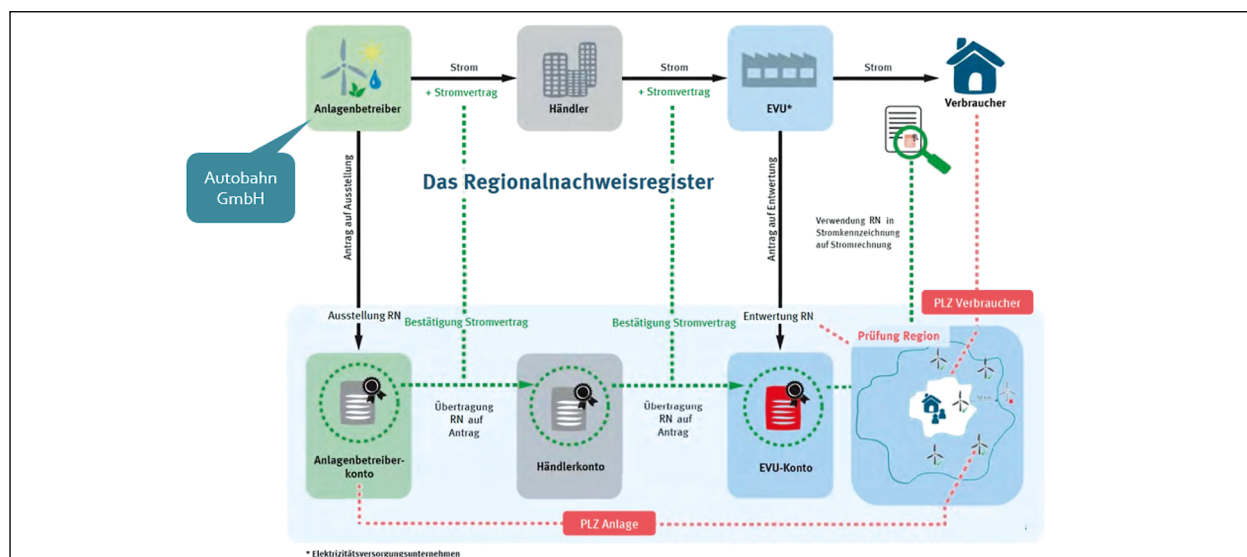 Strom
+ Stromvertrag
Strom
+ Stromvertrag
Strom
Anlagenbetreiber
Händler
EVU*
Verbraucher
Autobahn
GmbH
Antrag auf Ausstellung
Das Regionalnachweisregister
Antrag auf Entwertung
Verwendung RN in
Stromkennzeichnung
auf Stromrechnung
PLZ Verbraucher
Ausstellung RN
Bestätigung Stromvertrag
Bestätigung Stromvertrag
Entwertung RN
Prüfung Region
Übertragung
RN auf
Antrag
Übertragung
RN auf
Antrag
Anlagenbetreiber-
konto
Händlerkonto
EVU-Konto
PLZ Anlage
* Elektrizitätsversorgungsunternehmen